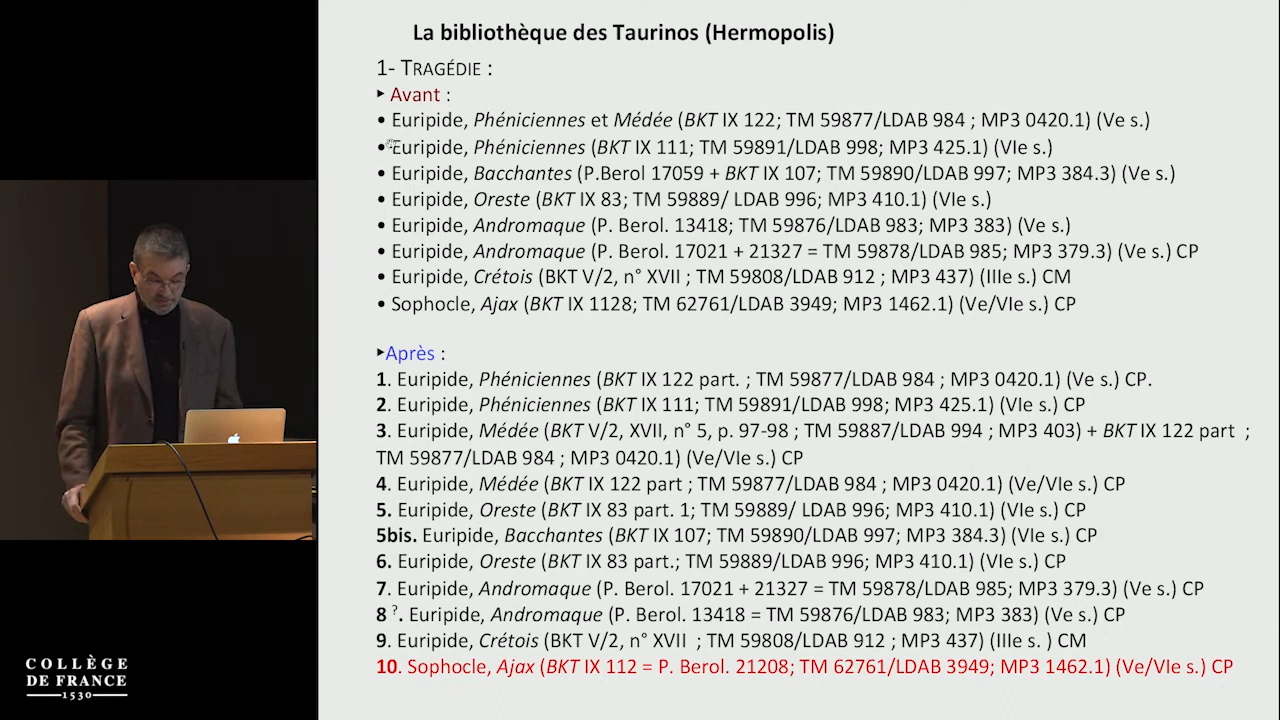 La bibliothèque des Taurinos (Hermopolis)
1- TRAGÉDIE :
▸ Avant :
• Euripide, Phéniciennes et Médée (BKT IX 122; TM 59877/LDAB 984 ; MP3 0420.1) (Ve s.)
• Euripide, Phéniciennes (BKT IX 111; TM 59891/LDAB 998; MP3 425.1) (VIe s.)
• Euripide, Bacchantes (P.Berol 17059 + BKT IX 107; TM 59890/LDAB 997; MP3 384.3) (Ve s.)
• Euripide, Oreste (BKT IX 83; TM 59889/ LDAB 996; MP3 410.1) (VIe s.)
• Euripide, Andromaque (P. Berol. 13418; TM 59876/LDAB 983; MP3 383) (Ve s.)
• Euripide, Andromaque (P. Berol. 17021 + 21327 = TM 59878/LDAB 985; MP3 379.3) (Ve s.) CP
• Euripide, Crétois (BKT V/2, n° XVII ; TM 59808/LDAB 912 ; MP3 437) (IIIe s.) CM
• Sophocle, Ajax (BKT IX 1128; TM 62761/LDAB 3949; MP3 1462.1) (Ve/VIe s.) CP
▸Après :
1. Euripide, Phéniciennes (BKT IX 122 part. ; TM 59877/LDAB 984 ; MP3 0420.1) (Ve s.) CP.
2. Euripide, Phéniciennes (BKT IX 111; TM 59891/LDAB 998; MP3 425.1) (VIe s.) CP
3. Euripide, Médée (BKT V/2, XVII, n° 5, p. 97-98 ; TM 59887/LDAB 994 ; MP3 403) + BKT IX 122 part ;
TM 59877/LDAB 984 ; MP3 0420.1) (Ve/VIe s.) CP
4. Euripide, Médée (BKT IX 122 part ; TM 59877/LDAB 984 ; MP3 0420.1) (Ve/VIe s.) CP
5. Euripide, Oreste (BKT IX 83 part. 1; TM 59889/ LDAB 996; MP3 410.1) (VIe s.) CP
5bis. Euripide, Bacchantes (BKT IX 107; TM 59890/LDAB 997; MP3 384.3) (VIe s.) CP
6. Euripide, Oreste (BKT IX 83 part.; TM 59889/LDAB 996; MP3 410.1) (VIe s.) CP
7. Euripide, Andromaque (P. Berol. 17021 + 21327 = TM 59878/LDAB 985; MP3 379.3) (Ve s.) CP
8 ?. Euripide, Andromaque (P. Berol. 13418 = TM 59876/LDAB 983; MP3 383) (Ve s.) CP
9. Euripide, Crétois (BKT V/2, n° XVII ; TM 59808/LDAB 912 ; MP3 437) (IIIe s. ) CM
10. Sophocle, Ajax (BKT IX 112 = P. Berol. 21208; TM 62761/LDAB 3949; MP3 1462.1) (Ve/VIe s.) CP
COLLÈGE
DE FRANCE
1530